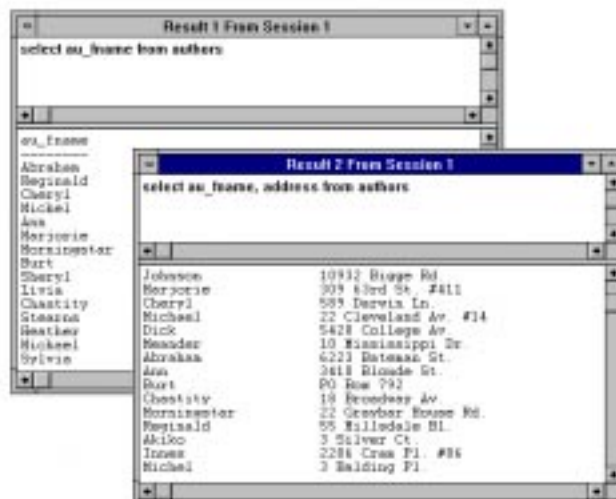 Result 1 From Session 1
select au_fname from authors
au_fname
--------
Abraham
Reginald
Cheryl
Michel
Ann
Marjorie
Morningstar
Burt
Sheryl
Livia
Chastity
Stearns
Heather
Michael
Sylvia
Result 2 From Session 1
select au_fname, address from authors
Johnson 10932 Bigge Rd.
Marjorie 309 63rd St. #411
Cheryl 589 Darwin Ln.
Michael 22 Cleveland Av. #14
Dick 5420 College Av.
Meander 10 Mississippi Dr.
Abraham 6223 Bateman St.
Ann 3410 Blonde St.
Burt PO Box 792
Chastity 18 Broadway Av.
Morningstar 22 Graybar House Rd.
Reginald 55 Hillsdale Bl.
Akiko 3 Silver Ct.
Innes 2286 Cram Pl. #86
Michel 3 Balding Pl.